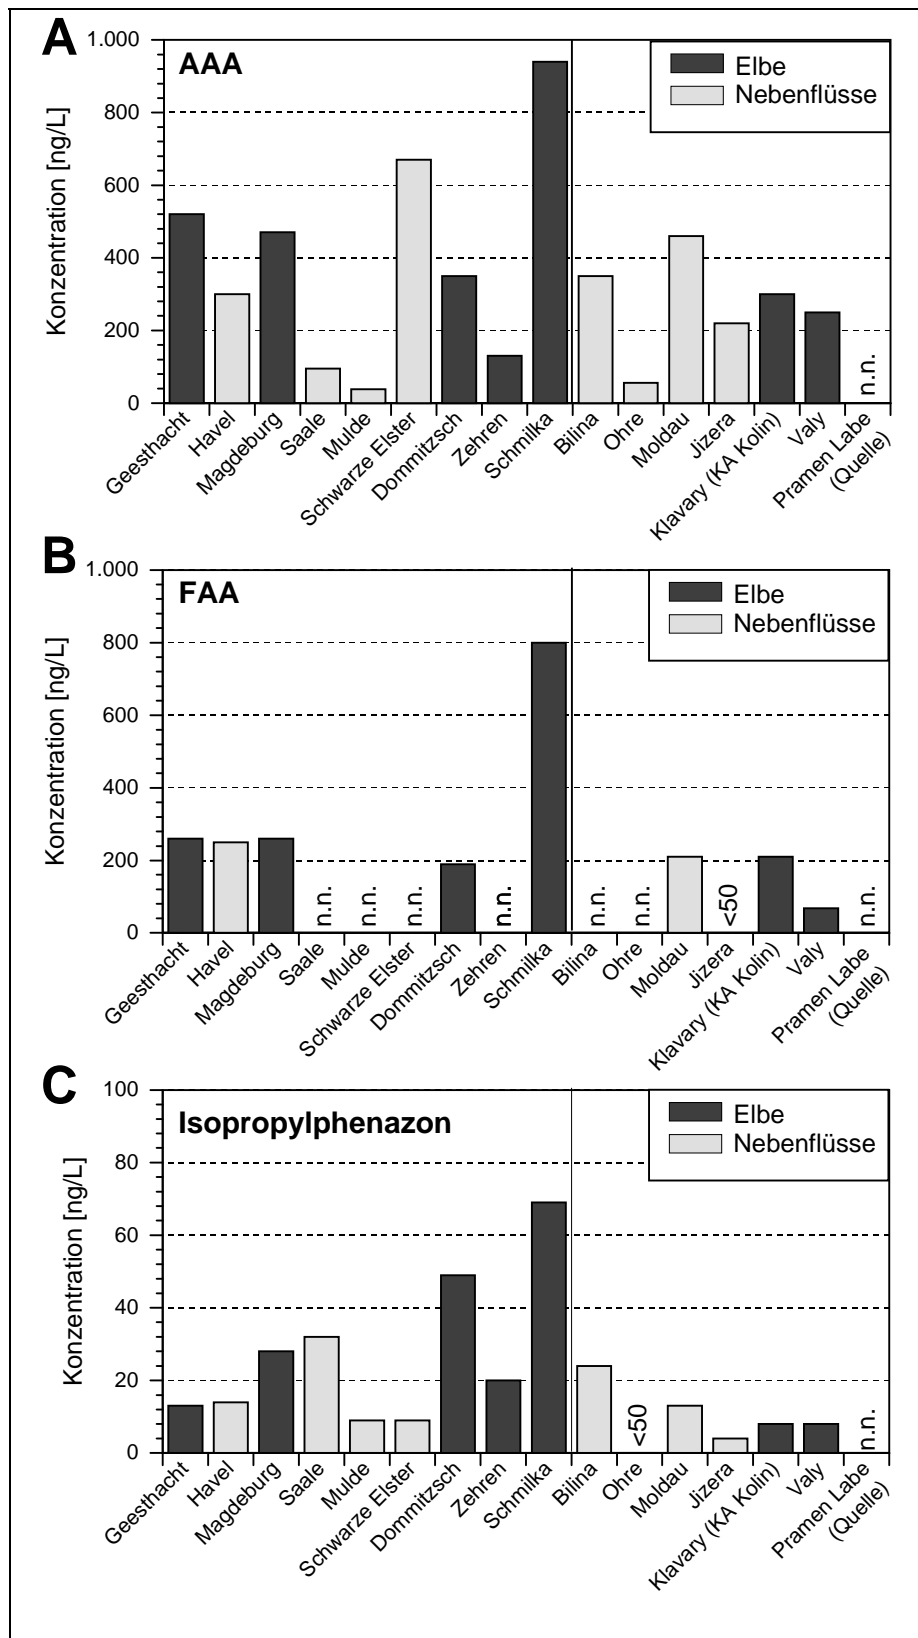 A
AAA
Elbe
Nebenflüsse
Konzentration [ng/L]
1.000
800
600
400
200
0
n.n.
Geesthacht
Havel
Magdeburg
Saale
Mulde
Schwarze Elster
Dommitzsch
Zehren
Schmilka
Bilina
Ohre
Moldau
Jizera
Klavary (KA Kolin)
Valy
Pramen Labe
(Quelle)
B
FAA
Elbe
Nebenflüsse
Konzentration [ng/L]
1.000
800
600
400
200
0
n.n.
n.n.
n.n.
n.n.
n.n.
n.n.
<50
n.n.
Geesthacht
Havel
Magdeburg
Saale
Mulde
Schwarze Elster
Dommitzsch
Zehren
Schmilka
Bilina
Ohre
Moldau
Jizera
Klavary (KA Kolin)
Valy
Pramen Labe
(Quelle)
C
Isopropylphenazon
Elbe
Nebenflüsse
Konzentration [ng/L]
100
80
60
40
20
0
<50
n.n.
Geesthacht
Havel
Magdeburg
Saale
Mulde
Schwarze Elster
Dommitzsch
Zehren
Schmilka
Bilina
Ohre
Moldau
Jizera
Klavary (KA Kolin)
Valy
Pramen Labe
(Quelle)